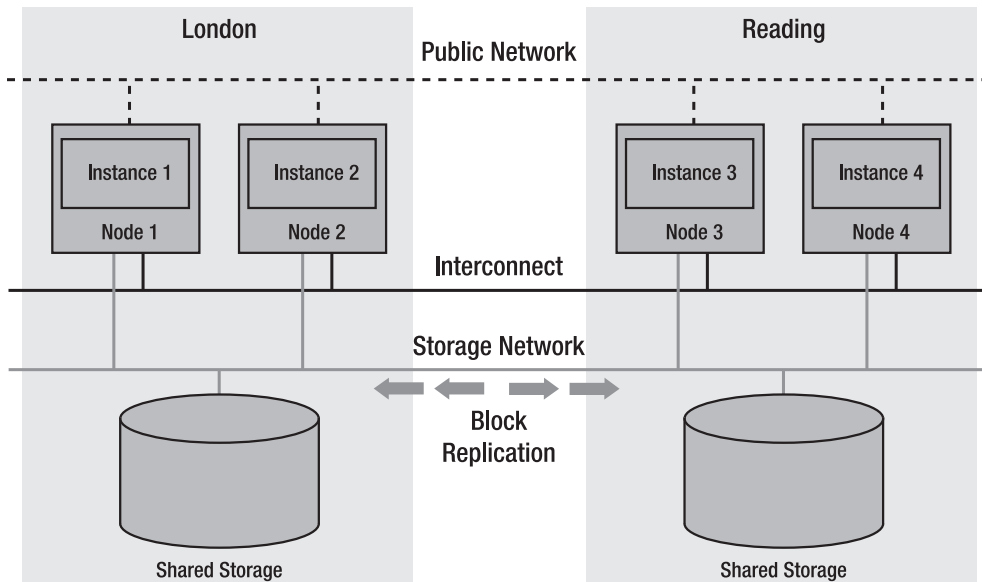 London
Reading
Public Network
Instance 1
Instance 2
Instance 3
Instance 4
Node 1
Node 2
Node 3
Node 4
Interconnect
Storage Network
Block
Replication
Shared Storage
Shared Storage